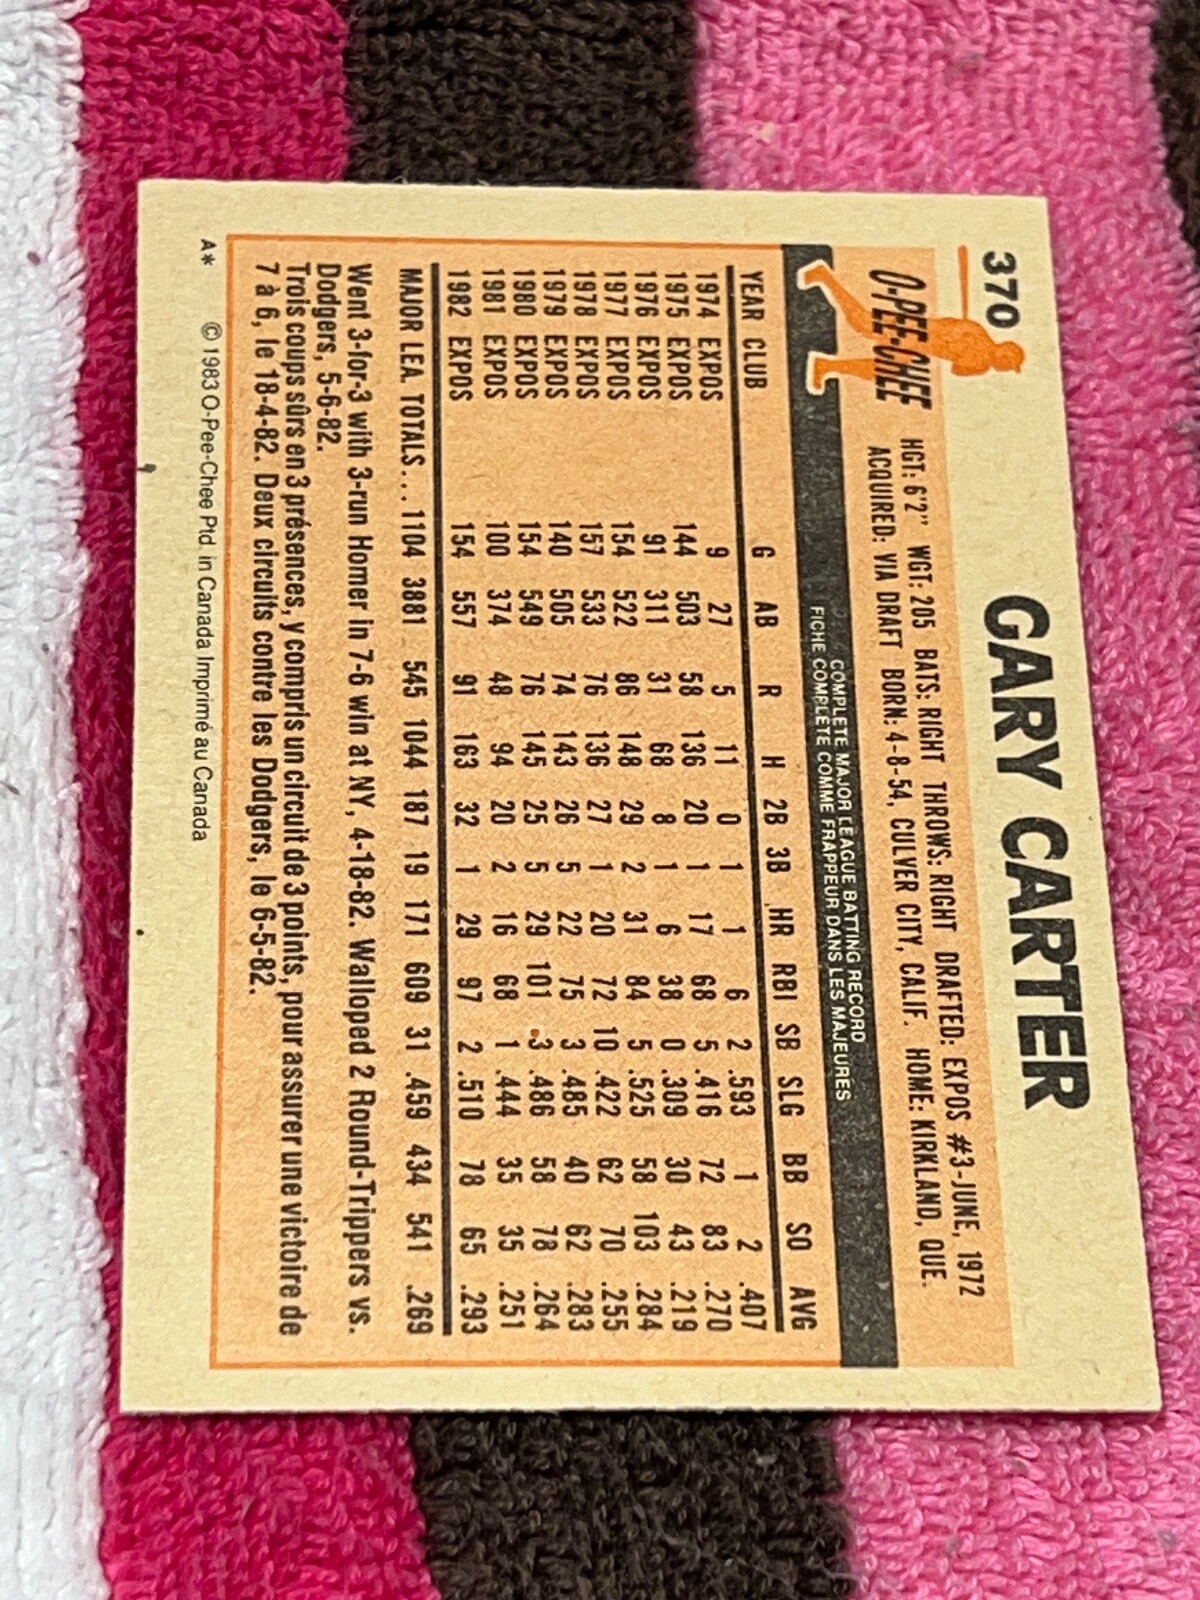 370
GARY CARTER
O-PEE-CHEE
HGT: 6'2" WGT: 205 BATS: RIGHT THROWS: RIGHT DRAFTED: EXPOS #3-JUNE, 1972
ACQUIRED: VIA DRAFT BORN: 4-8-54, CULVER CITY, CALIF. HOME: KIRKLAND, QUE.
COMPLETE MAJOR LEAGUE BATTING RECORD
FICHE COMPLÈTE COMME FRAPPEUR DANS LES MAJEURES
YEAR CLUB G AB R H 2B 3B HR RBI SB SLG BB SO AVG
1974 EXPOS 9 27 5 11 0 1 1 6 2 .593 1 2 .407
1975 EXPOS 144 503 58 136 20 1 17 68 5 .416 72 83 .270
1976 EXPOS 91 311 31 68 8 1 6 38 0 .309 30 43 .219
1977 EXPOS 154 522 86 148 29 2 31 84 5 .525 58 103 .284
1978 EXPOS 157 533 76 136 27 1 20 72 10 .422 62 70 .255
1979 EXPOS 140 505 74 143 26 5 22 75 3 .485 40 62 .283
1980 EXPOS 154 549 76 145 25 5 29 101 3 .486 58 78 .264
1981 EXPOS 100 374 48 94 20 2 16 68 1 .444 35 35 .251
1982 EXPOS 154 557 91 163 32 1 29 97 2 .510 78 65 .293
MAJOR LEA. TOTALS... 1104 3881 545 1044 187 19 171 609 31 .459 434 541 .269
Went 3-for-3 with 3-run Homer in 7-6 win at NY, 4-18-82. Walloped 2 Round-Trippers vs.
Dodgers, 5-6-82.
Trois coups sûrs en 3 présences, y compris un circuit de 3 points, pour assurer une victoire de
7 à 6, le 18-4-82. Deux circuits contre les Dodgers, le 6-5-82.
A* © 1983 O-Pee-Chee Ptd. in Canada Imprimé au Canada